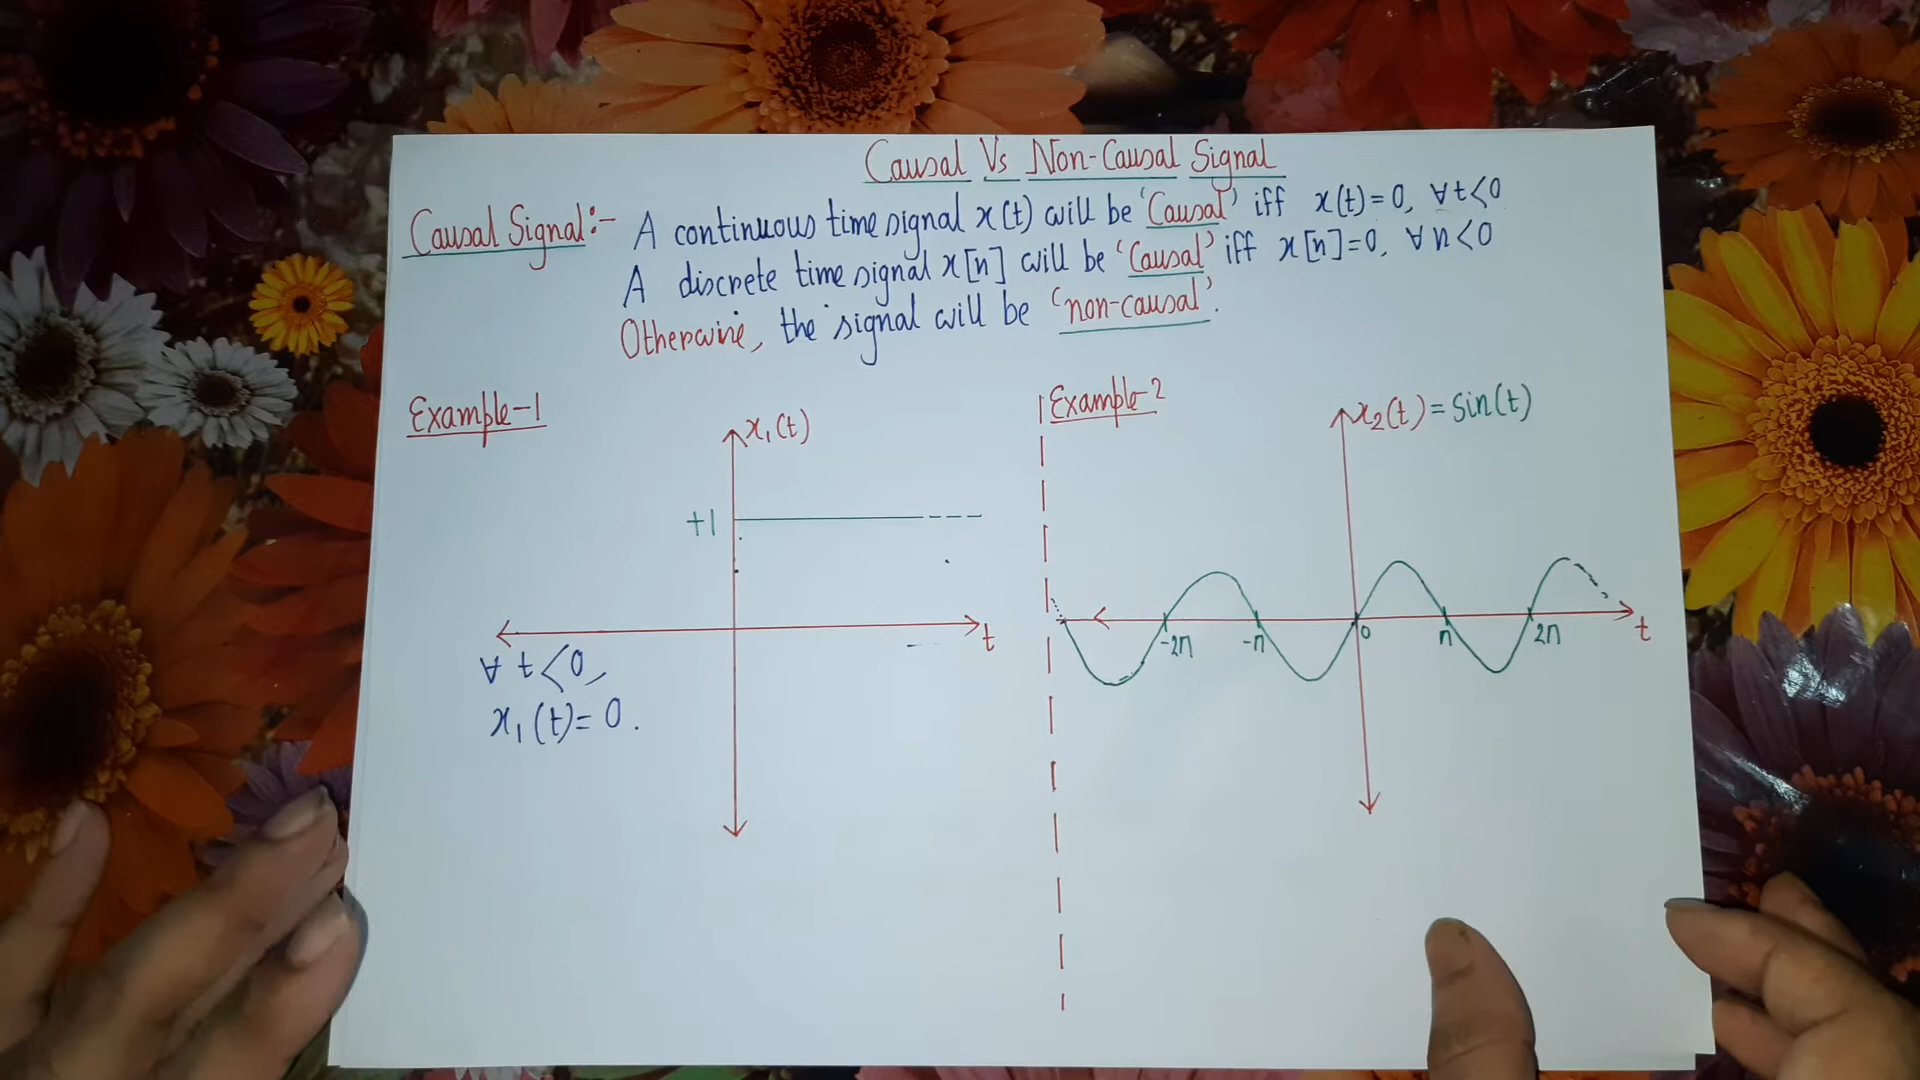 Causal Vs Non-Causal Signal
Causal Signal:- A continuous time signal x(t) will be 'Causal' iff x(t)=0, ∀t<0
A discrete time signal x[n] will be 'Causal' iff x[n]=0, ∀n<0
Otherwise, the signal will be 'non-causal'.
Example-1
x₁(t)
+1
t
∀ t<0,
x₁(t)=0.
Example-2
x₂(t)=Sin(t)
-2π -π 0 π 2π t